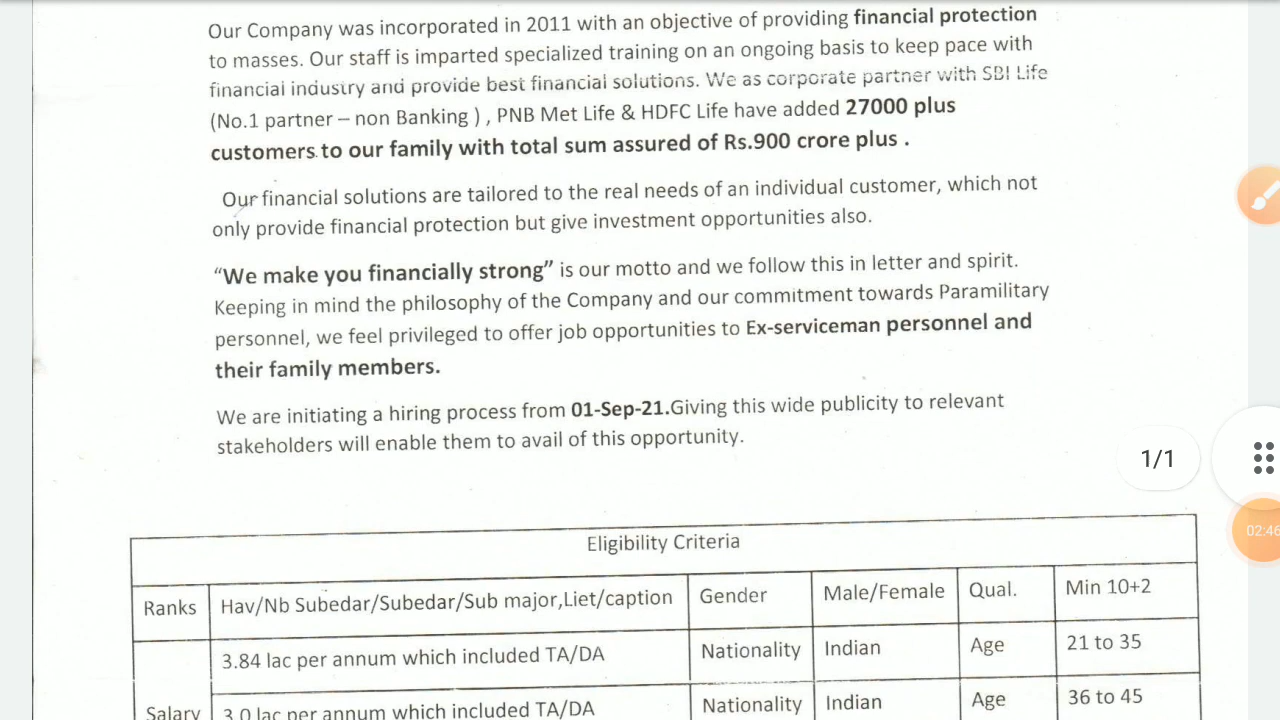 Our Company was incorporated in 2011 with an objective of providing financial protection
to masses. Our staff is imparted specialized training on an ongoing basis to keep pace with
financial industry and provide best financial solutions. We as corporate partner with SBI Life
(No.1 partner – non Banking ) , PNB Met Life & HDFC Life have added 27000 plus
customers to our family with total sum assured of Rs.900 crore plus .
Our financial solutions are tailored to the real needs of an individual customer, which not
only provide financial protection but give investment opportunities also.
“We make you financially strong” is our motto and we follow this in letter and spirit.
Keeping in mind the philosophy of the Company and our commitment towards Paramilitary
personnel, we feel privileged to offer job opportunities to Ex-serviceman personnel and
their family members.
We are initiating a hiring process from 01-Sep-21.Giving this wide publicity to relevant
stakeholders will enable them to avail of this opportunity.
1/1
02:46
Eligibility Criteria
Ranks Hav/Nb Subedar/Subedar/Sub major,Liet/caption Gender Male/Female Qual. Min 10+2
3.84 lac per annum which included TA/DA Nationality Indian Age 21 to 35
Salary 3.0 lac per annum which included TA/DA Nationality Indian Age 36 to 45